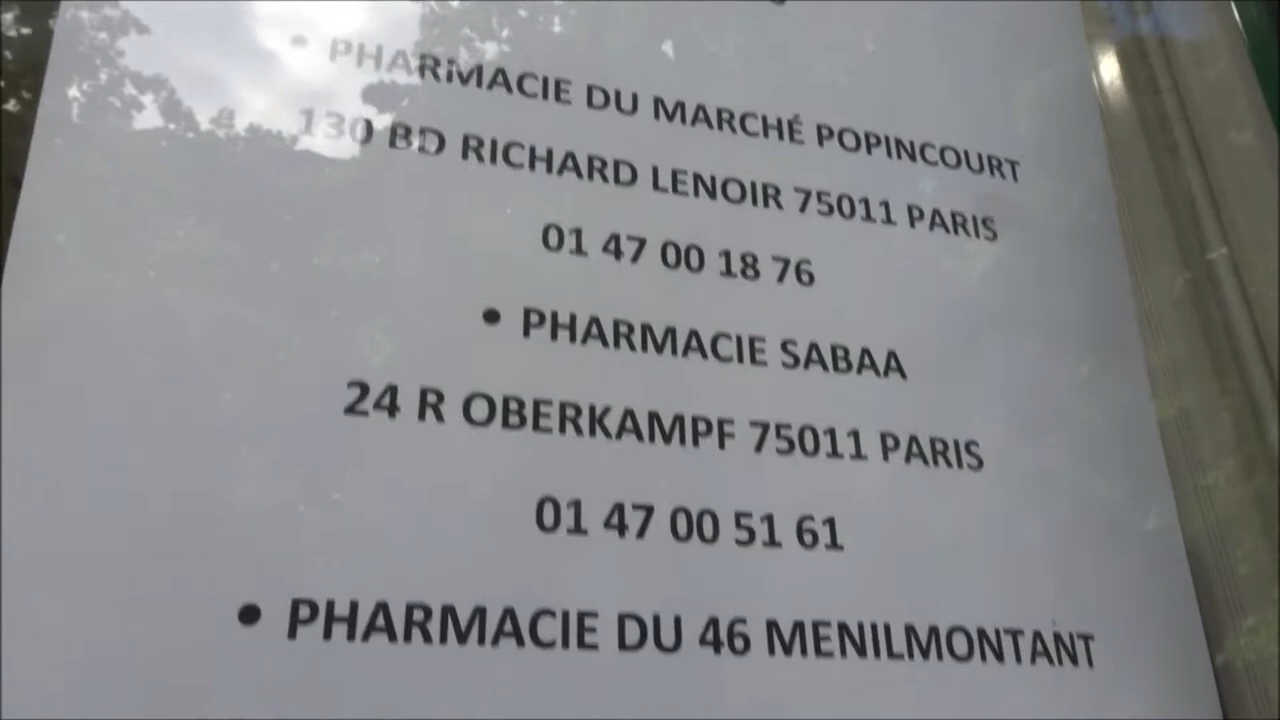 • PHARMACIE DU MARCHÉ POPINCOURT
130 BD RICHARD LENOIR 75011 PARIS
01 47 00 18 76
• PHARMACIE SABAA
24 R OBERKAMPF 75011 PARIS
01 47 00 51 61
• PHARMACIE DU 46 MENILMONTANT